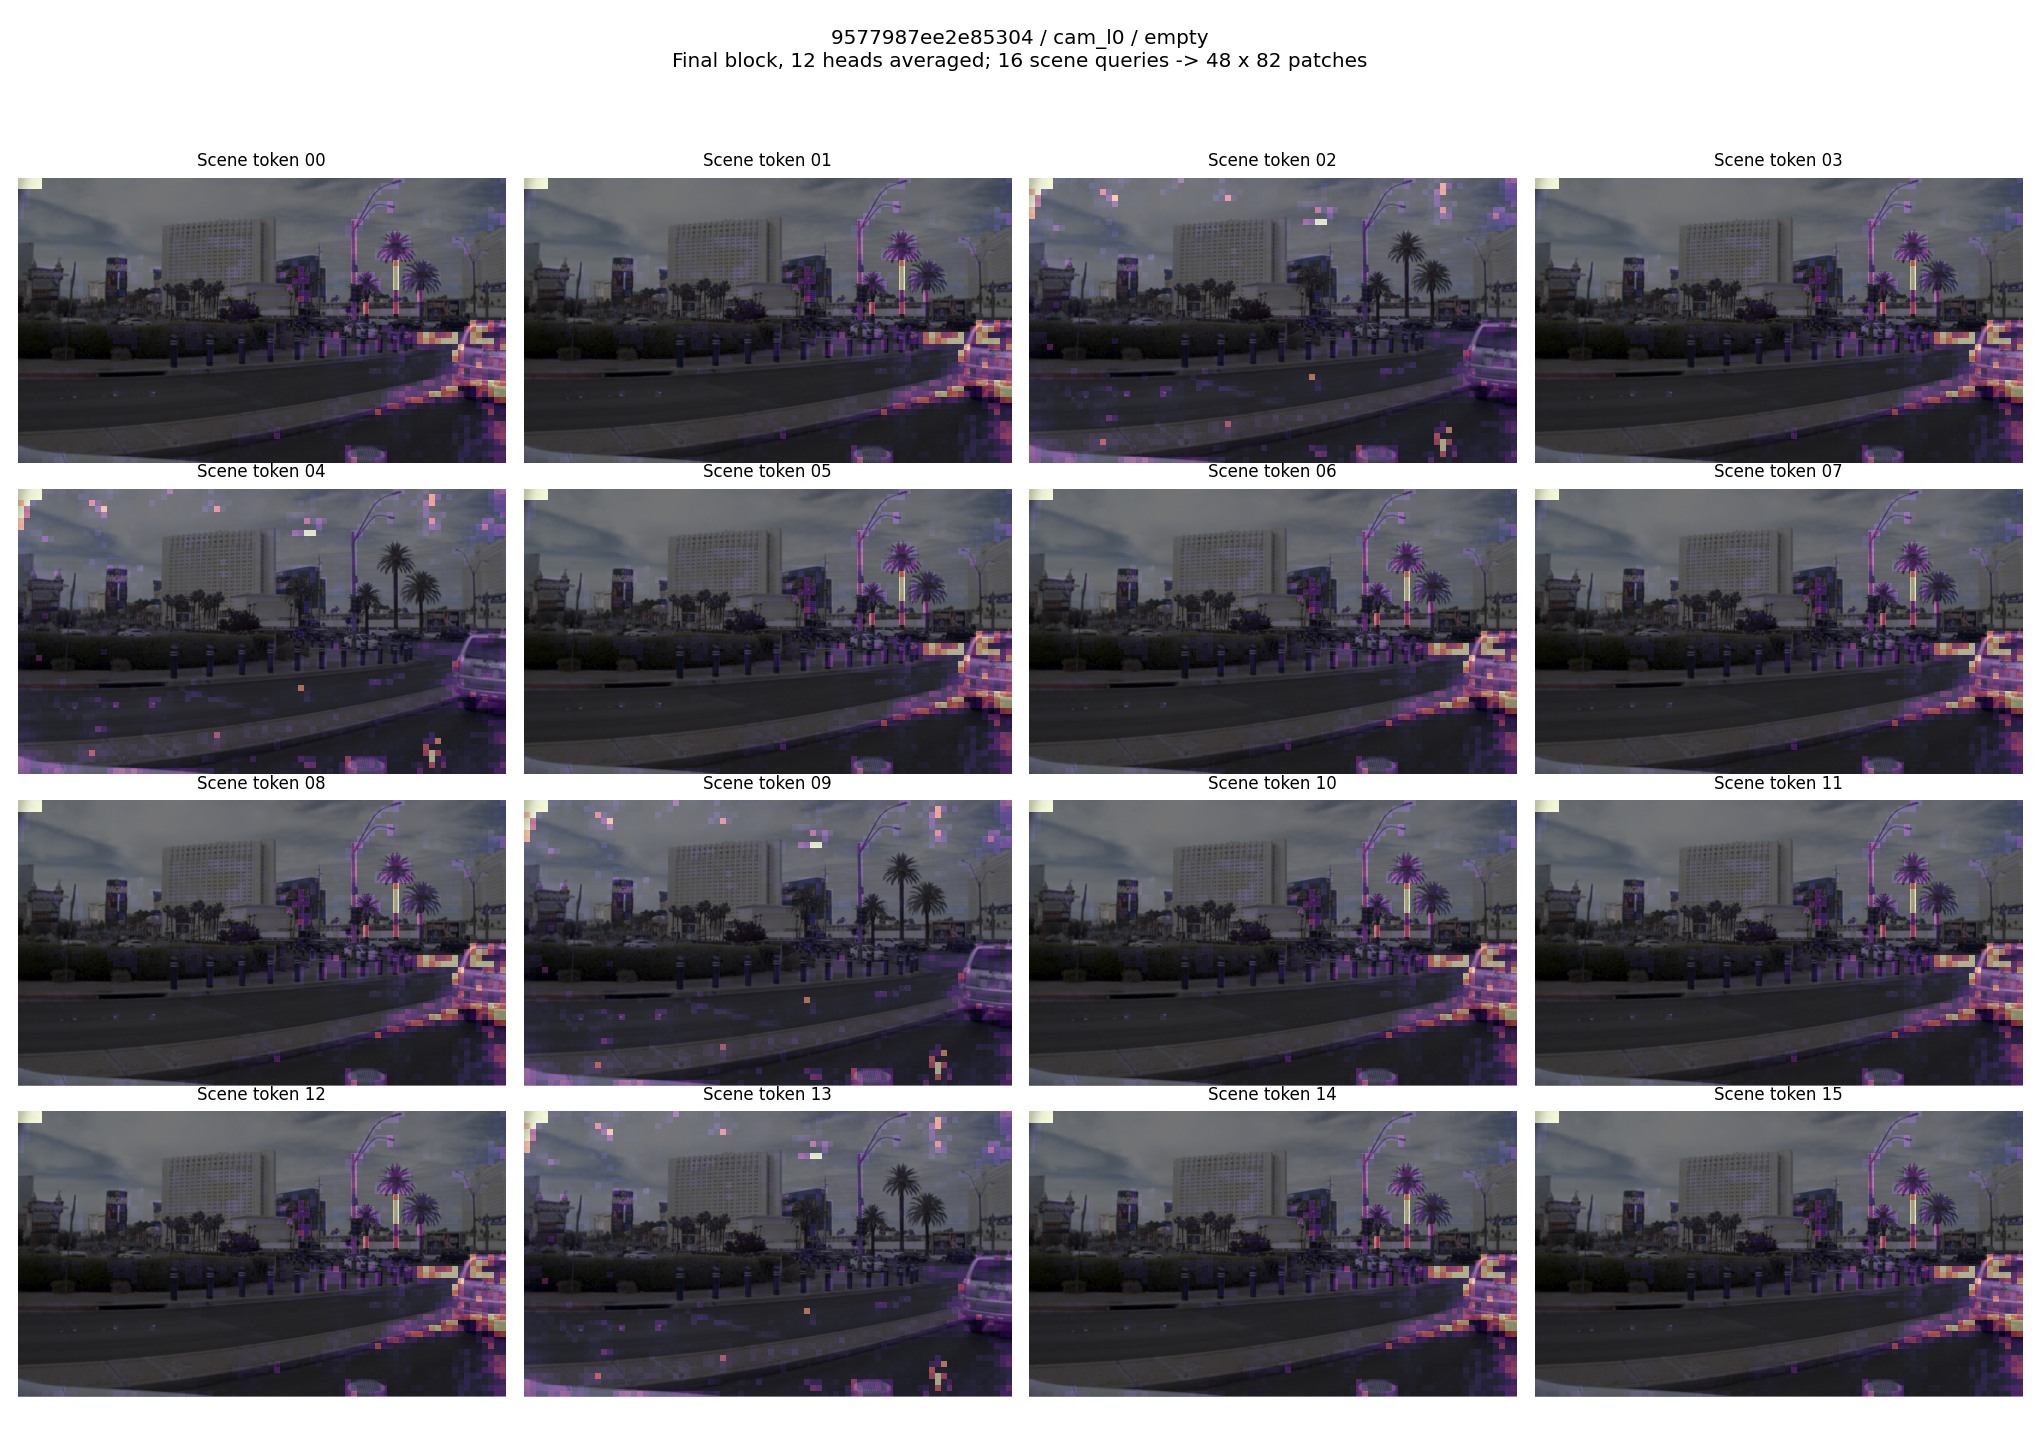 9577987ee2e85304 / cam_l0 / empty
Final block, 12 heads averaged; 16 scene queries -> 48 x 82 patches
Scene token 00
Scene token 01
Scene token 02
Scene token 03
Scene token 04
Scene token 05
Scene token 06
Scene token 07
Scene token 08
Scene token 09
Scene token 10
Scene token 11
Scene token 12
Scene token 13
Scene token 14
Scene token 15